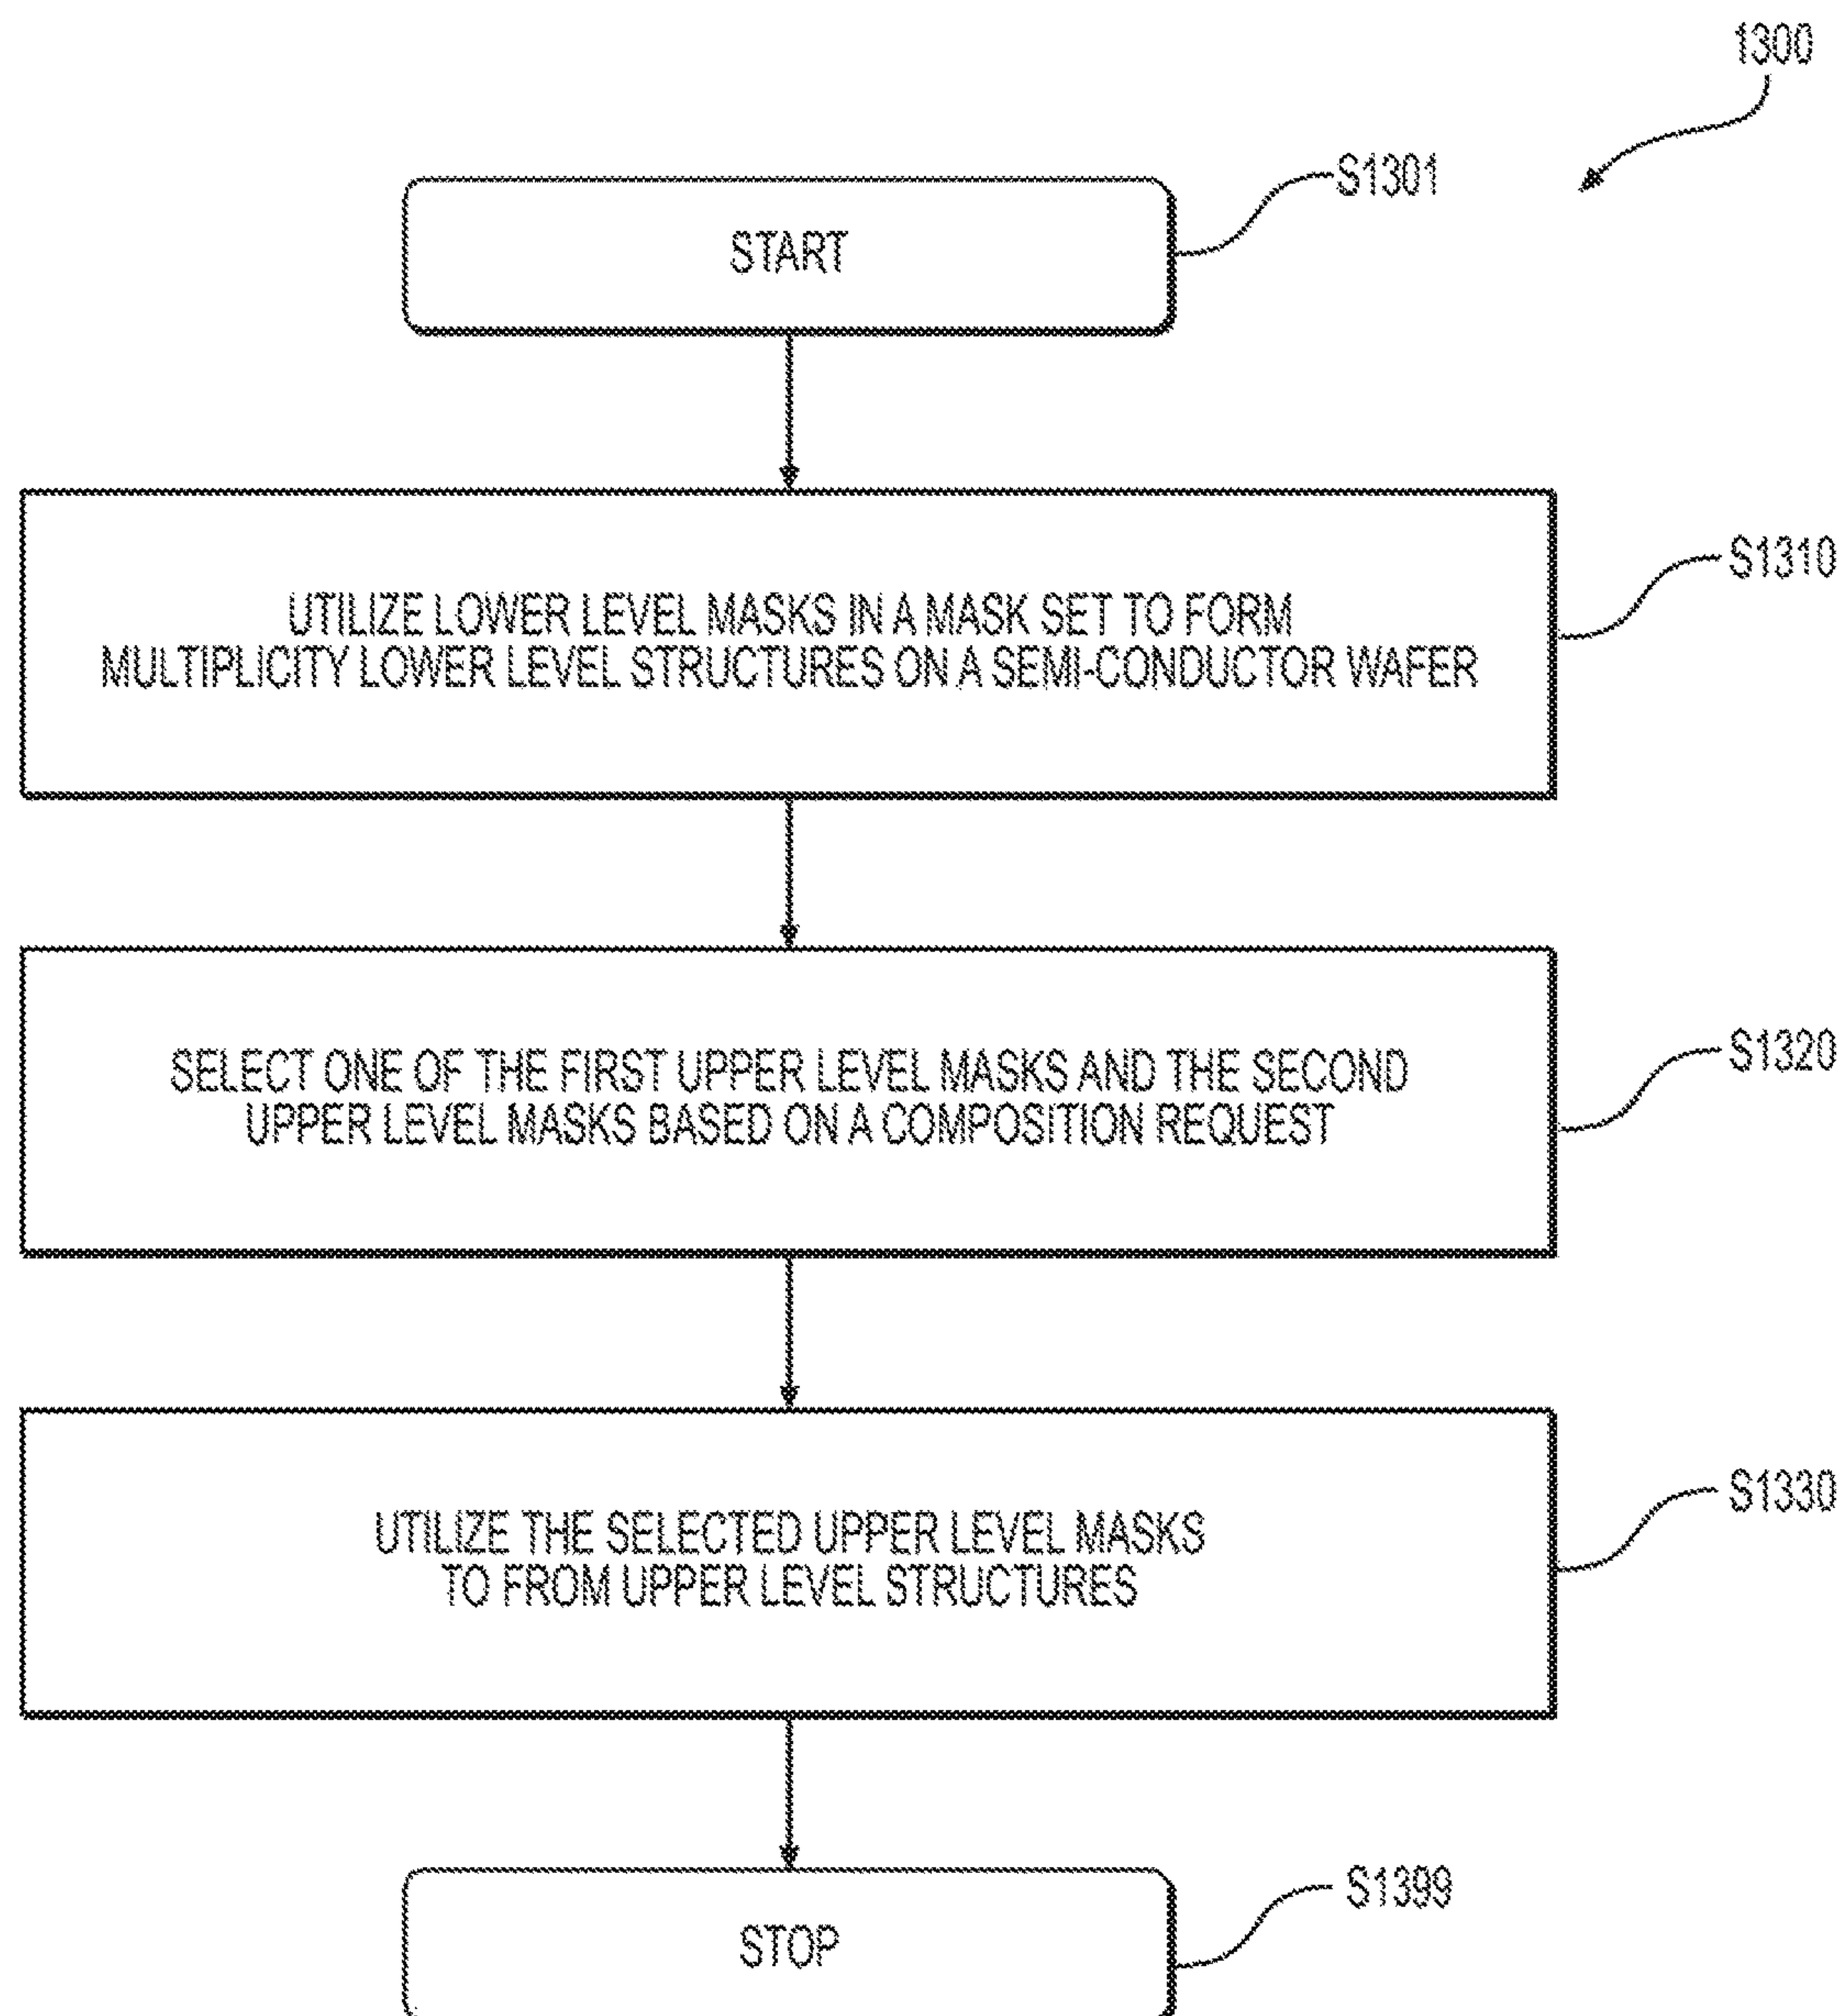 1300
S1301
START
S1310
UTILIZE LOWER LEVEL MASKS IN A MASK SET TO FORM
MULTIPLICITY LOWER LEVEL STRUCTURES ON A SEMI-CONDUCTOR WAFER
S1320
SELECT ONE OF THE FIRST UPPER LEVEL MASKS AND THE SECOND
UPPER LEVEL MASKS BASED ON A COMPOSITION REQUEST
S1330
UTILIZE THE SELECTED UPPER LEVEL MASKS
TO FROM UPPER LEVEL STRUCTURES
S1399
STOP